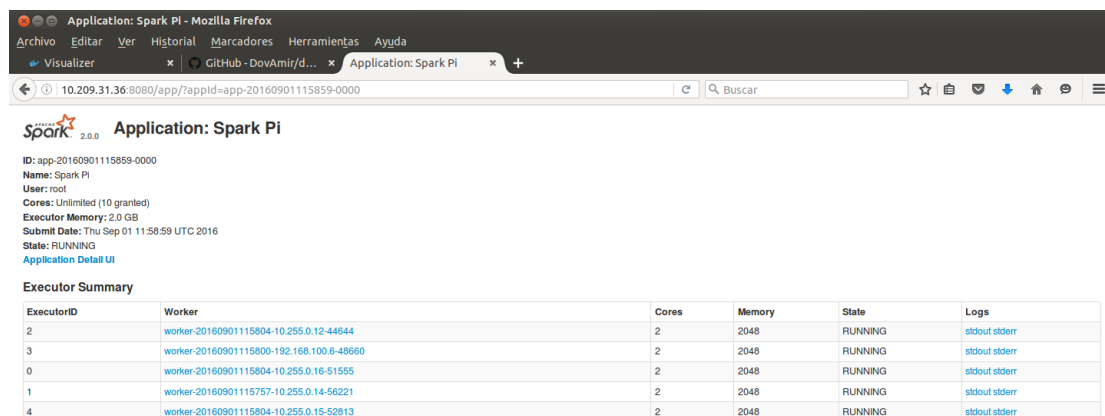 Application: Spark Pi - Mozilla Firefox
Archivo Editar Ver Historial Marcadores Herramientas Ayuda
Visualizer × GitHub - DovAmir/d... × Application: Spark Pi × +
10.209.31.36:8080/app/?appId=app-20160901115859-0000 Buscar
APACHE Spark 2.0.0 Application: Spark Pi
ID: app-20160901115859-0000
Name: Spark Pi
User: root
Cores: Unlimited (10 granted)
Executor Memory: 2.0 GB
Submit Date: Thu Sep 01 11:58:59 UTC 2016
State: RUNNING
Application Detail UI
Executor Summary
ExecutorID Worker Cores Memory State Logs
2 worker-20160901115804-10.255.0.12-44644 2 2048 RUNNING stdout stderr
3 worker-20160901115800-192.168.100.6-48660 2 2048 RUNNING stdout stderr
0 worker-20160901115804-10.255.0.16-51555 2 2048 RUNNING stdout stderr
1 worker-20160901115757-10.255.0.14-56221 2 2048 RUNNING stdout stderr
4 worker-20160901115804-10.255.0.15-52813 2 2048 RUNNING stdout stderr